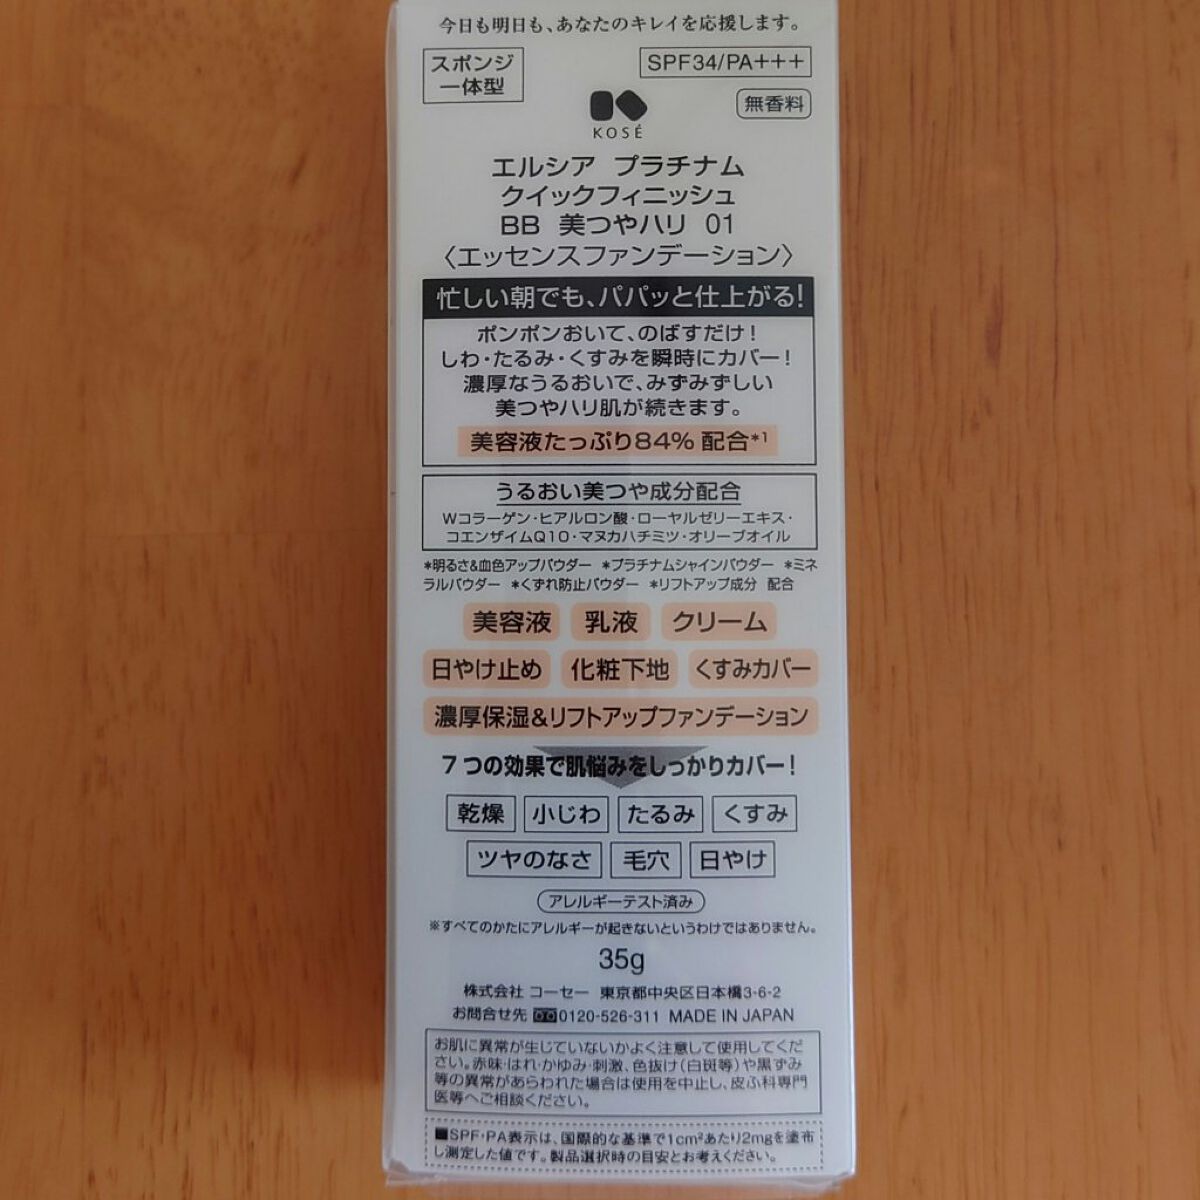 今日も明日も、あなたのキレイを応援します。
スポンジ
一体型
SPF34/PA+++
無香料
KOSÉ
エルシア プラチナム
クイックフィニッシュ
BB 美つやハリ 01
〈エッセンスファンデーション〉
忙しい朝でも、パパッと仕上がる!
ポンポンおいて、のばすだけ!
しわ・たるみ・くすみを瞬時にカバー!
濃厚なうるおいで、みずみずしい
美つやハリ肌が続きます。
美容液たっぷり84% 配合*1
うるおい美つや成分配合
Wコラーゲン・ヒアルロン酸・ローヤルゼリーエキス・
コエンザイムQ10・マヌカハチミツ・オリーブオイル
*明るさ&血色アップパウダー *プラチナムシャインパウダー *ミネ
ラルパウダー *くずれ防止パウダー *リフトアップ成分 配合
美容液 乳液 クリーム
日やけ止め 化粧下地 くすみカバー
濃厚保湿&リフトアップファンデーション
7つの効果で肌悩みをしっかりカバー!
乾燥 小じわ たるみ くすみ
ツヤのなさ 毛穴 日やけ
アレルギーテスト済み
※すべてのかたにアレルギーが起きないというわけではありません。
35g
株式会社 コーセー 東京都中央区日本橋3-6-2
お問合せ先 0120-526-311 MADE IN JAPAN
お肌に異常が生じていないかよく注意して使用してくだ
さい。赤味・はれ・かゆみ・刺激、色抜け(白斑等)や黒ずみ
等の異常があらわれた場合は使用を中止し、皮ふ科専門
医等へご相談ください。
■SPF・PA表示は、国際的な基準で1cm²あたり2mgを塗布
し測定した値です。製品選択時の目安とお考えください。